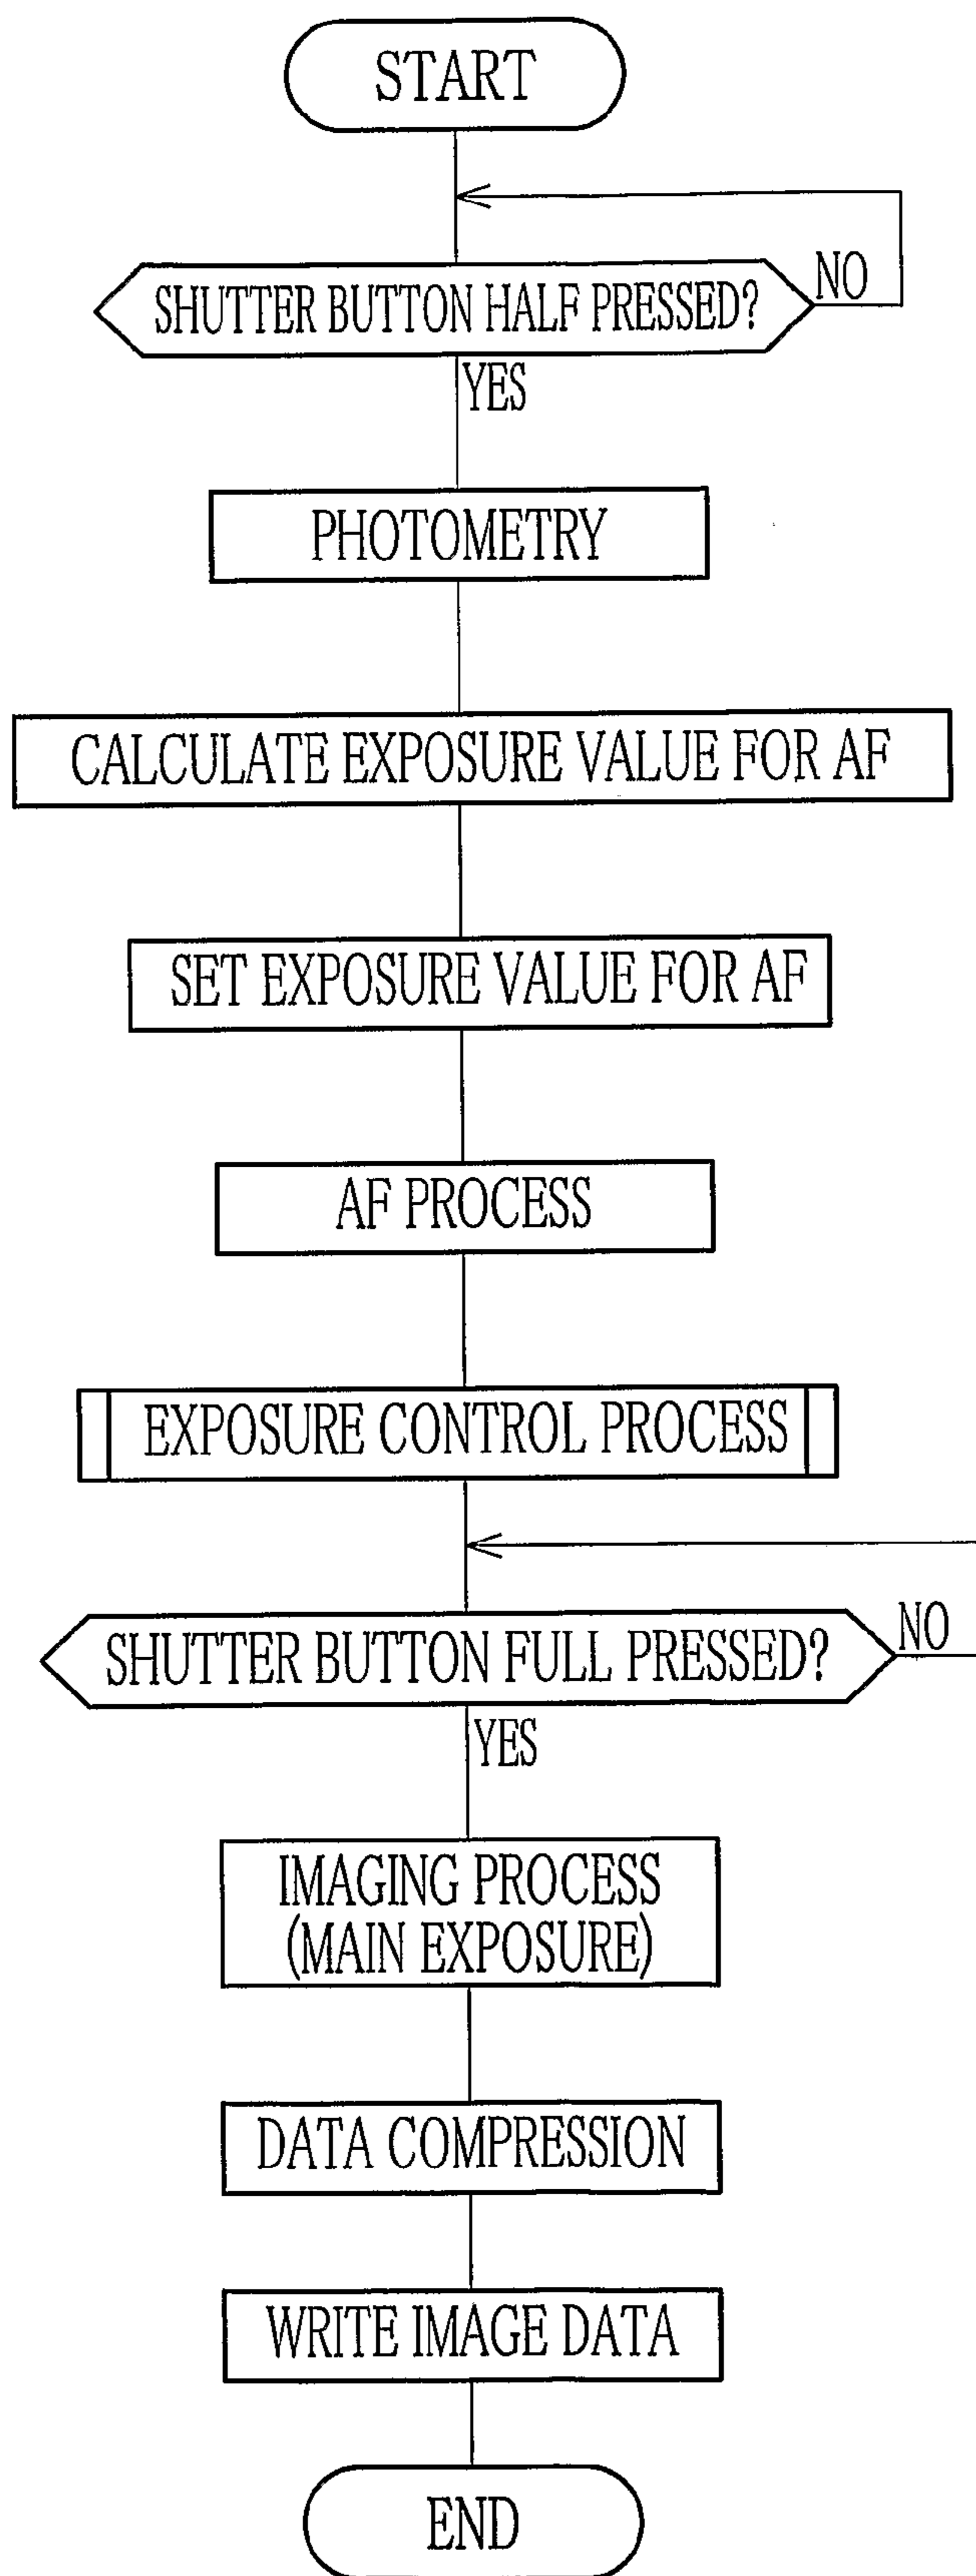 START
SHUTTER BUTTON HALF PRESSED?
NO
YES
PHOTOMETRY
CALCULATE EXPOSURE VALUE FOR AF
SET EXPOSURE VALUE FOR AF
AF PROCESS
EXPOSURE CONTROL PROCESS
SHUTTER BUTTON FULL PRESSED?
NO
YES
IMAGING PROCESS
(MAIN EXPOSURE)
DATA COMPRESSION
WRITE IMAGE DATA
END